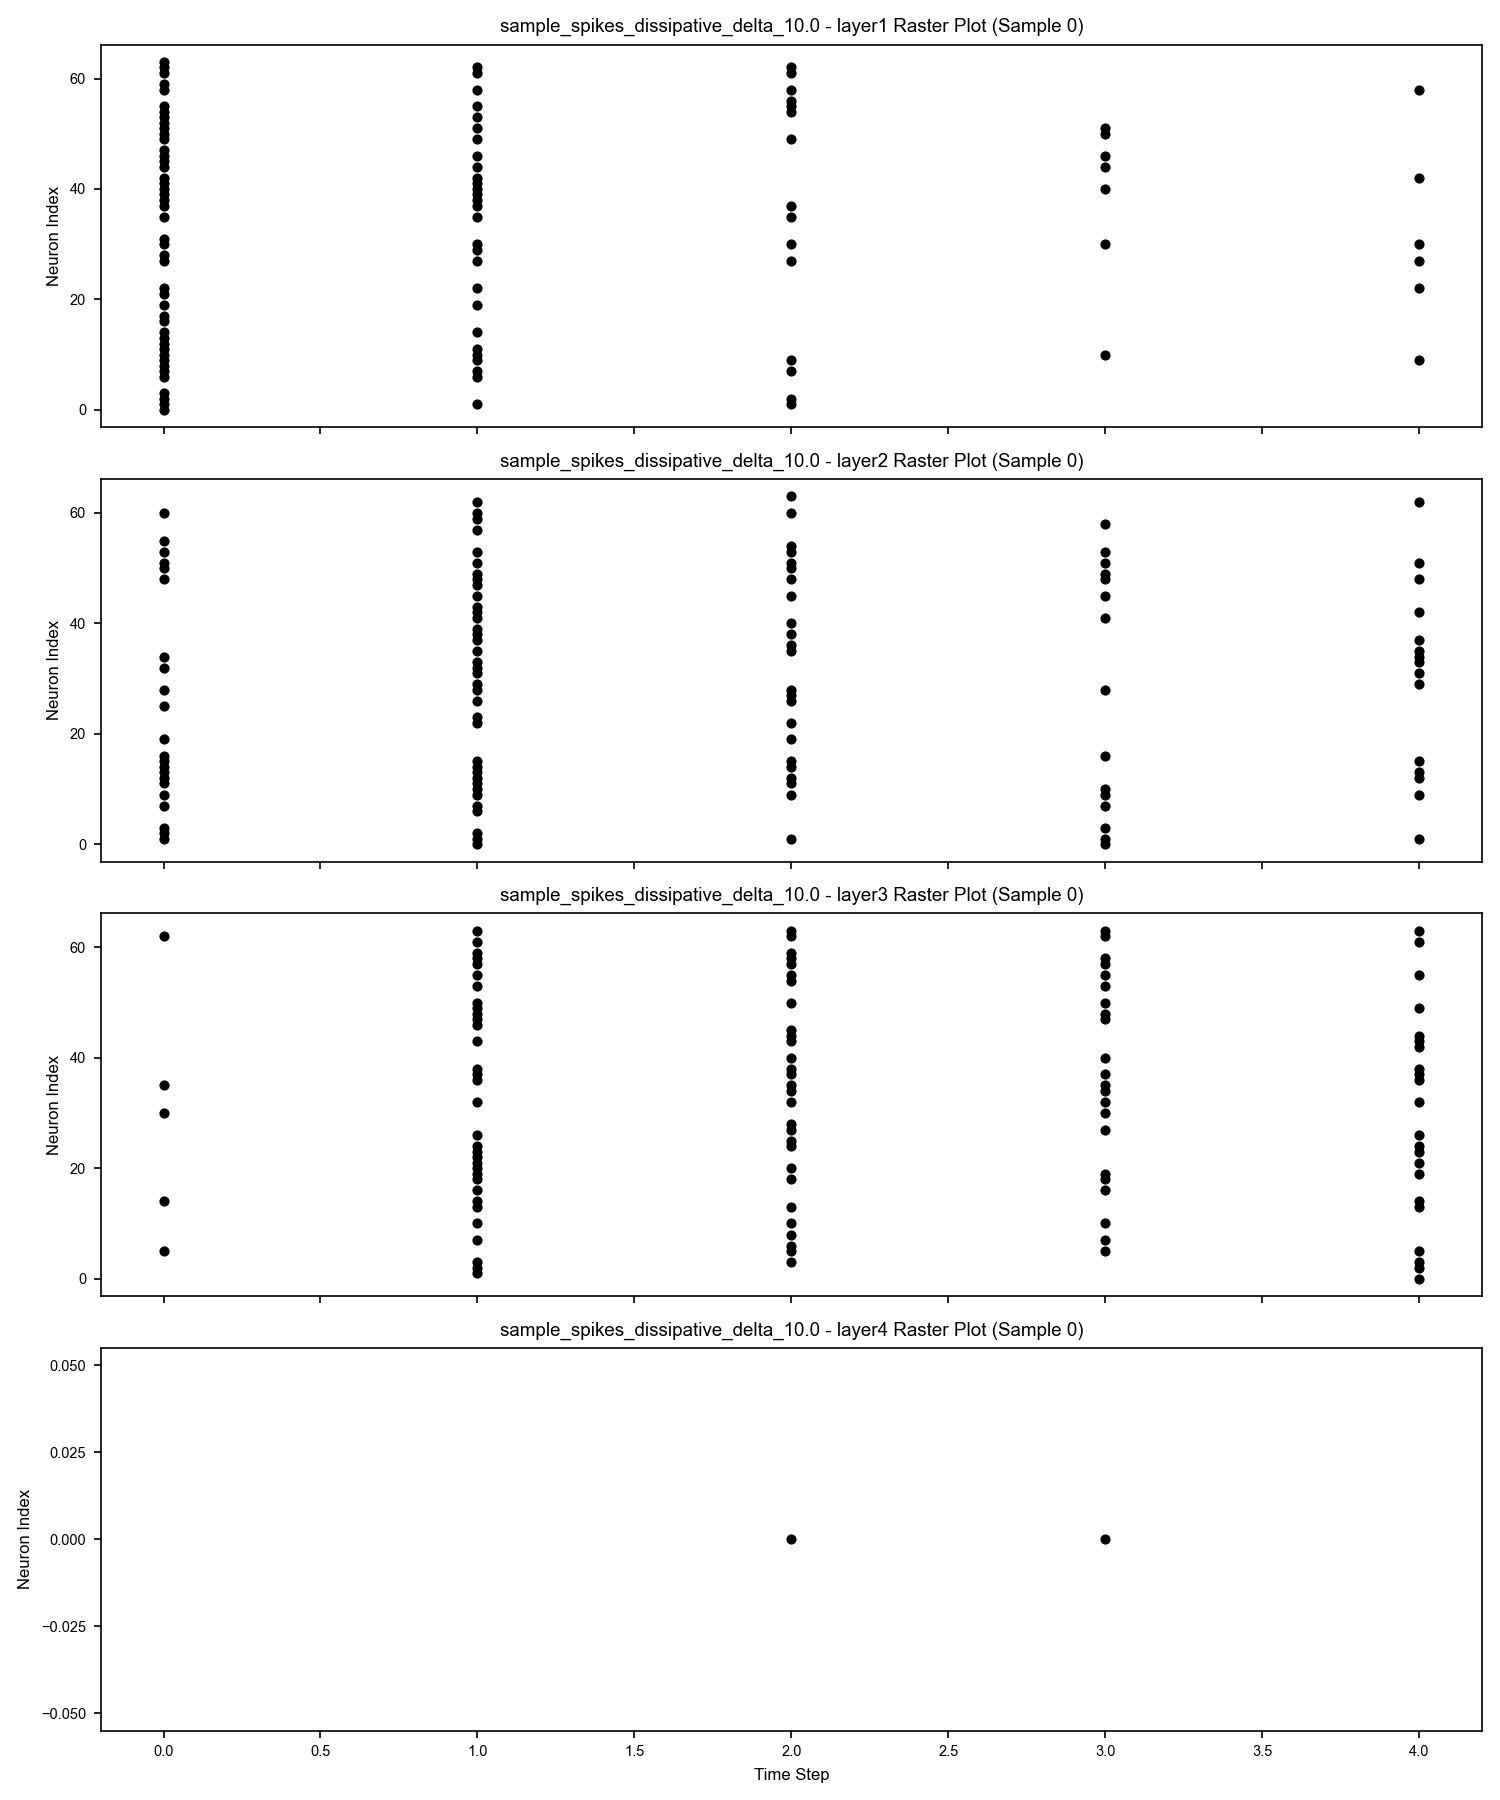 sample_spikes_dissipative_delta_10.0 - layer1 Raster Plot (Sample 0)
60
40
20
0
Neuron Index
sample_spikes_dissipative_delta_10.0 - layer2 Raster Plot (Sample 0)
60
40
20
0
Neuron Index
sample_spikes_dissipative_delta_10.0 - layer3 Raster Plot (Sample 0)
60
40
20
0
Neuron Index
sample_spikes_dissipative_delta_10.0 - layer4 Raster Plot (Sample 0)
0.050
0.025
0.000
−0.025
−0.050
Neuron Index
0.0 0.5 1.0 1.5 2.0 2.5 3.0 3.5 4.0
Time Step